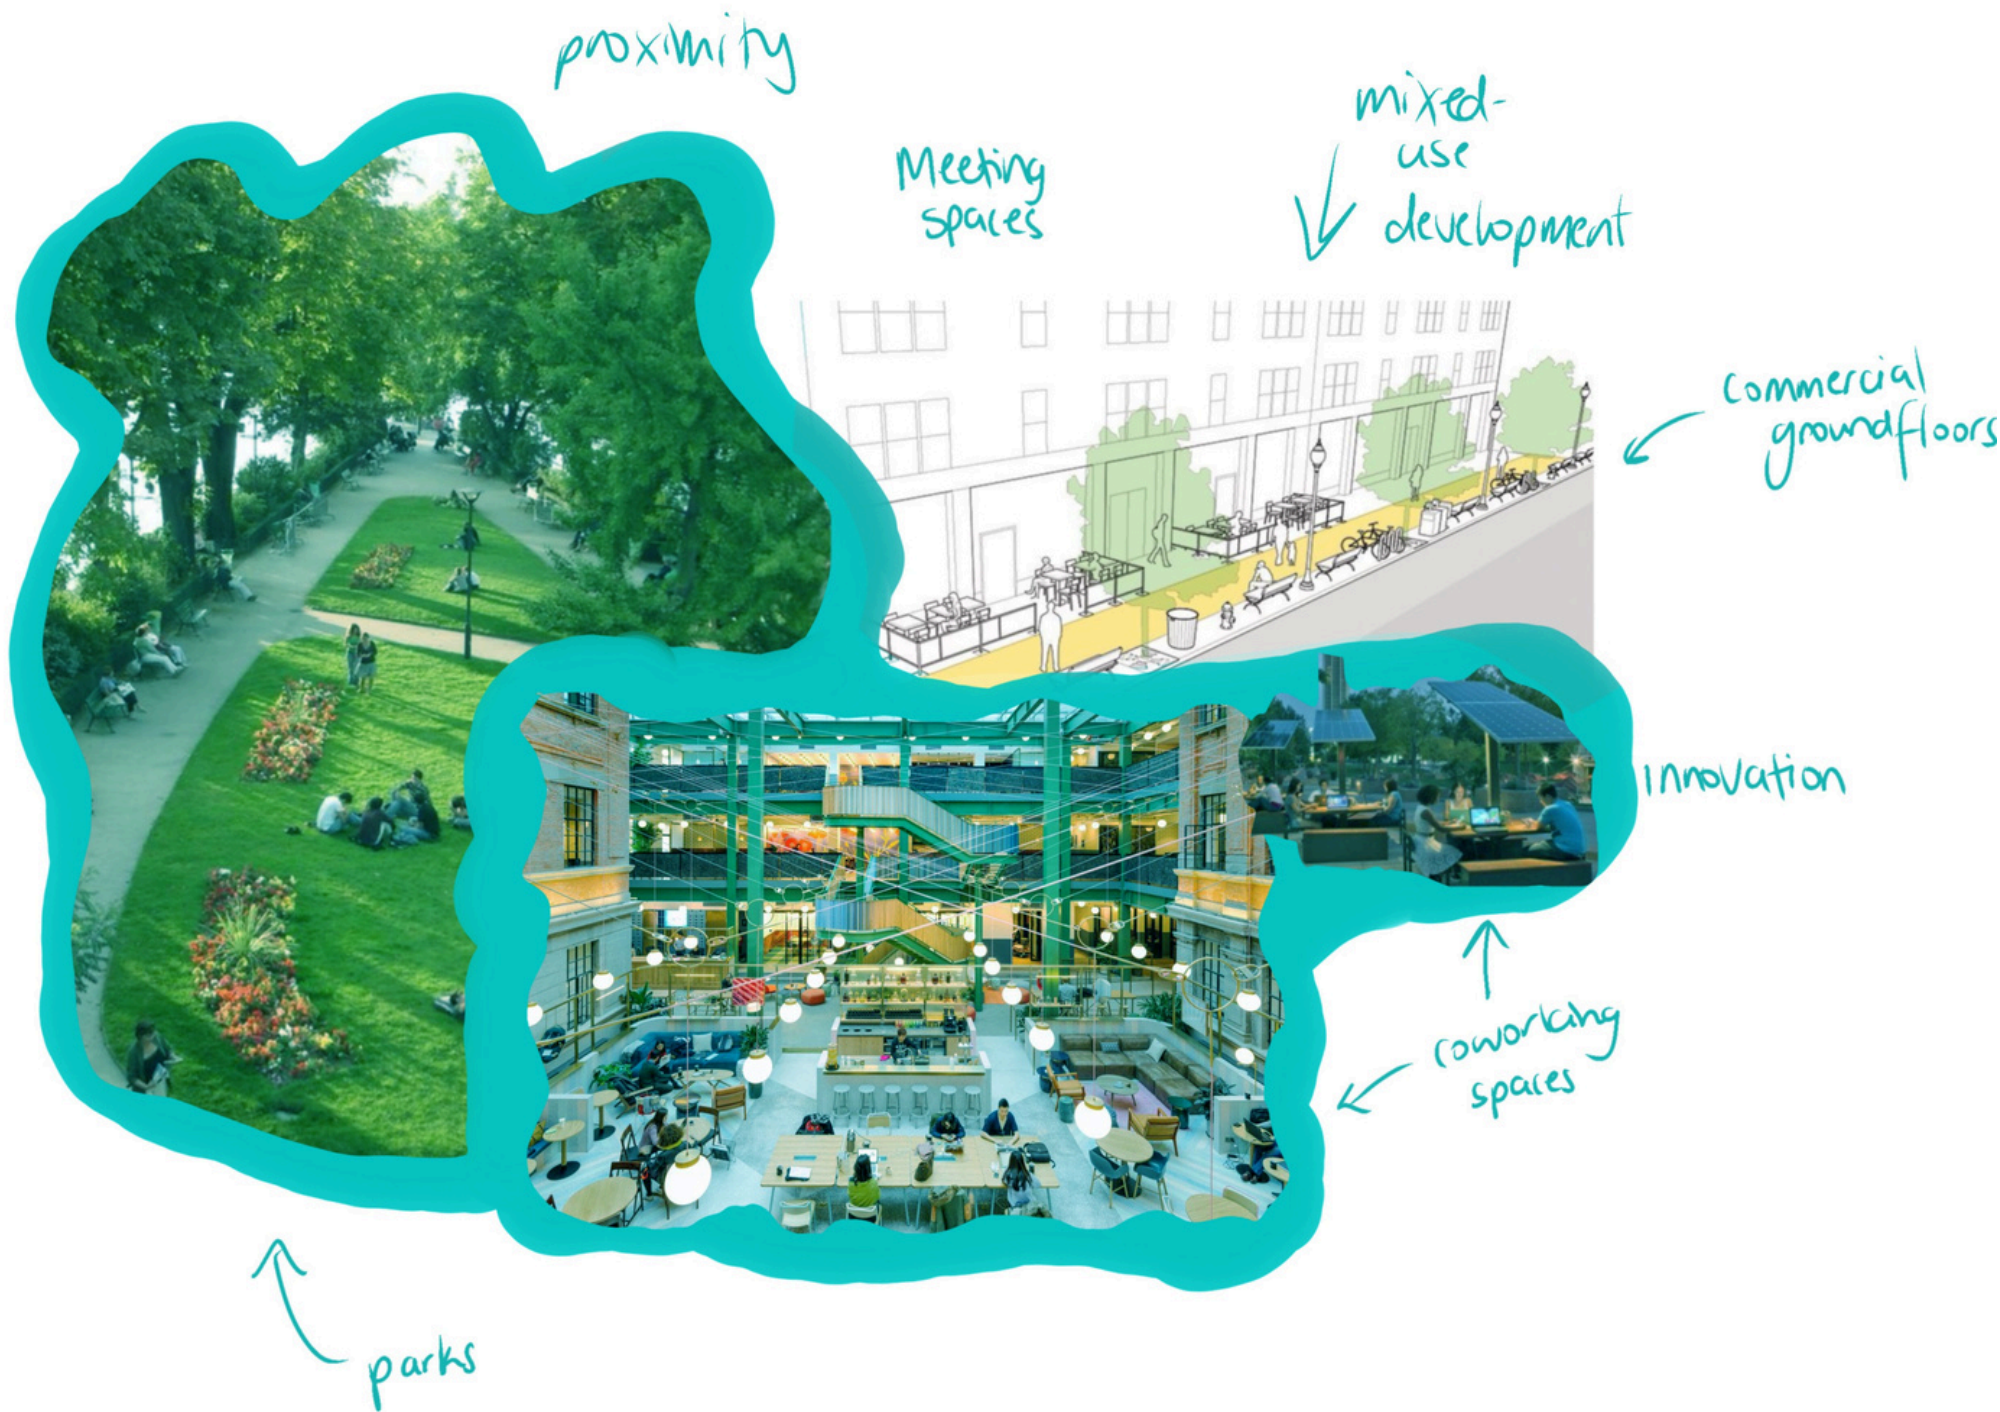 proximity
Meeting
spaces
mixed-
use
development
commercial
groundfloors
innovation
coworking
spaces
parks